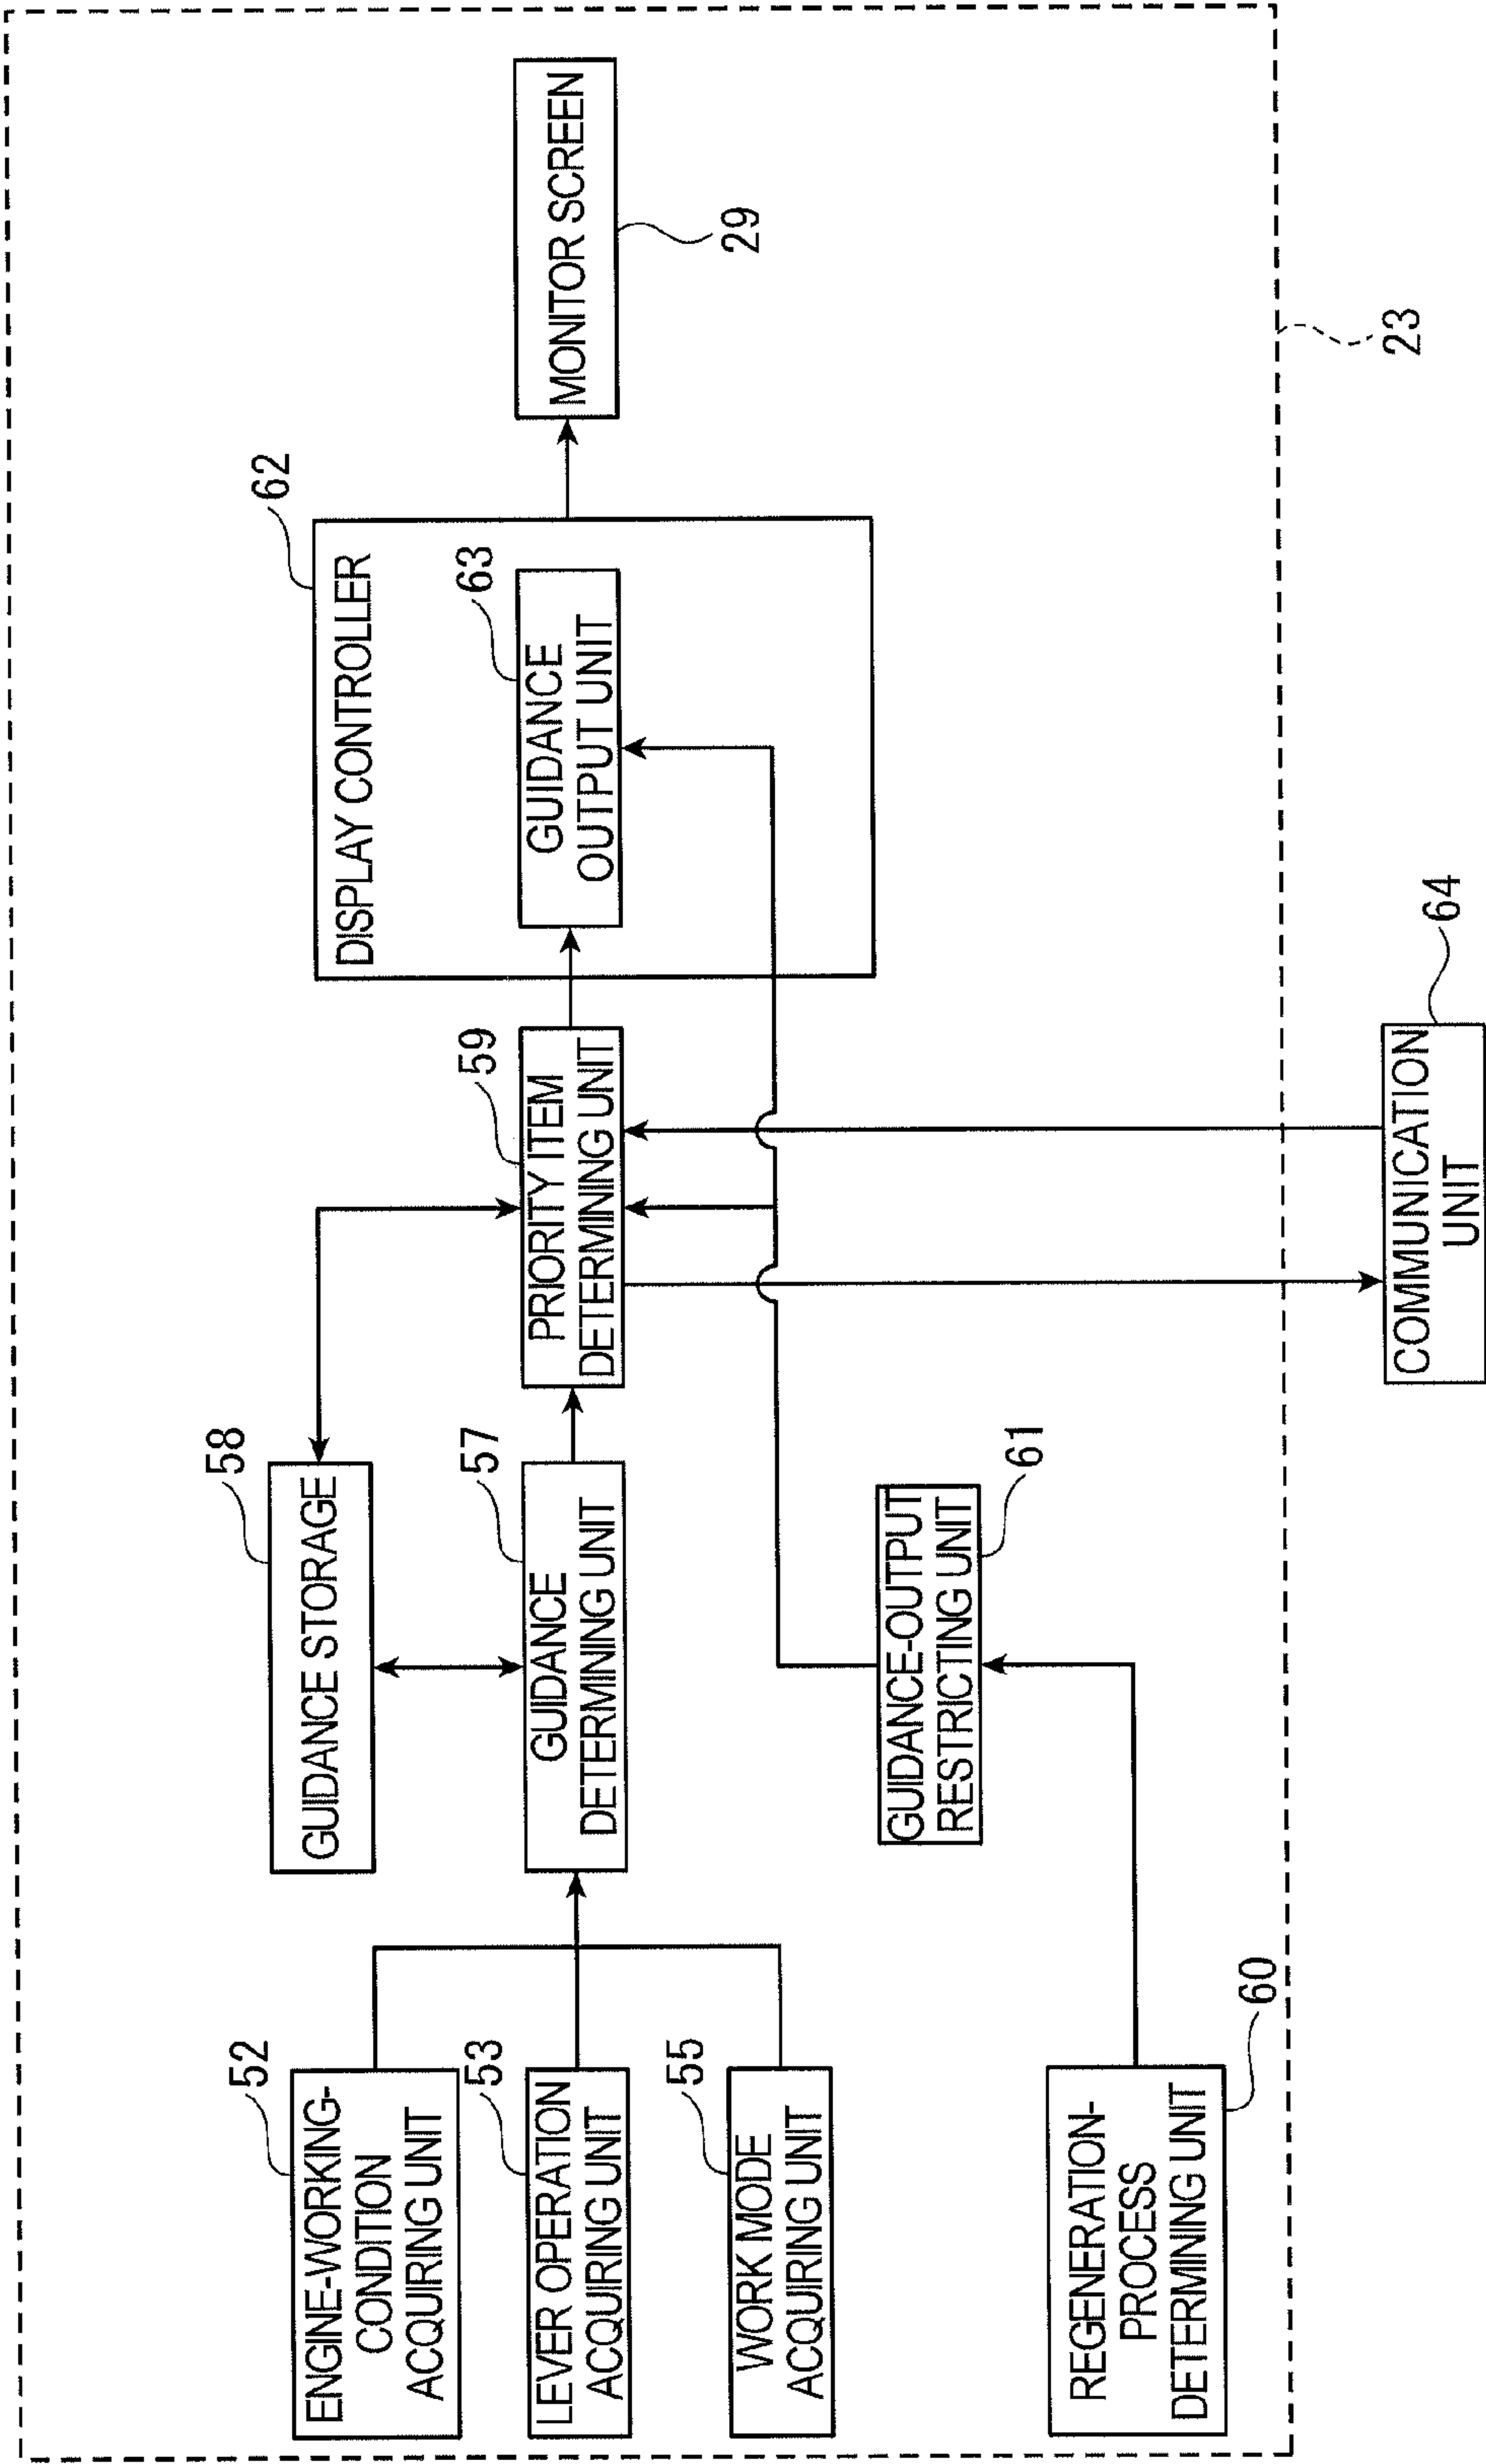 52
ENGINE-WORKING-
CONDITION
ACQUIRING UNIT
53
LEVER OPERATION
ACQUIRING UNIT
55
WORK MODE
ACQUIRING UNIT
REGENERATION-
PROCESS
DETERMINING UNIT
60
58
GUIDANCE STORAGE
57
GUIDANCE
DETERMINING UNIT
GUIDANCE-OUTPUT
RESTRICTING UNIT
61
59
PRIORITY ITEM
DETERMINING UNIT
COMMUNICATION
UNIT
64
62
DISPLAY CONTROLLER
63
GUIDANCE
OUTPUT UNIT
MONITOR SCREEN
29
23